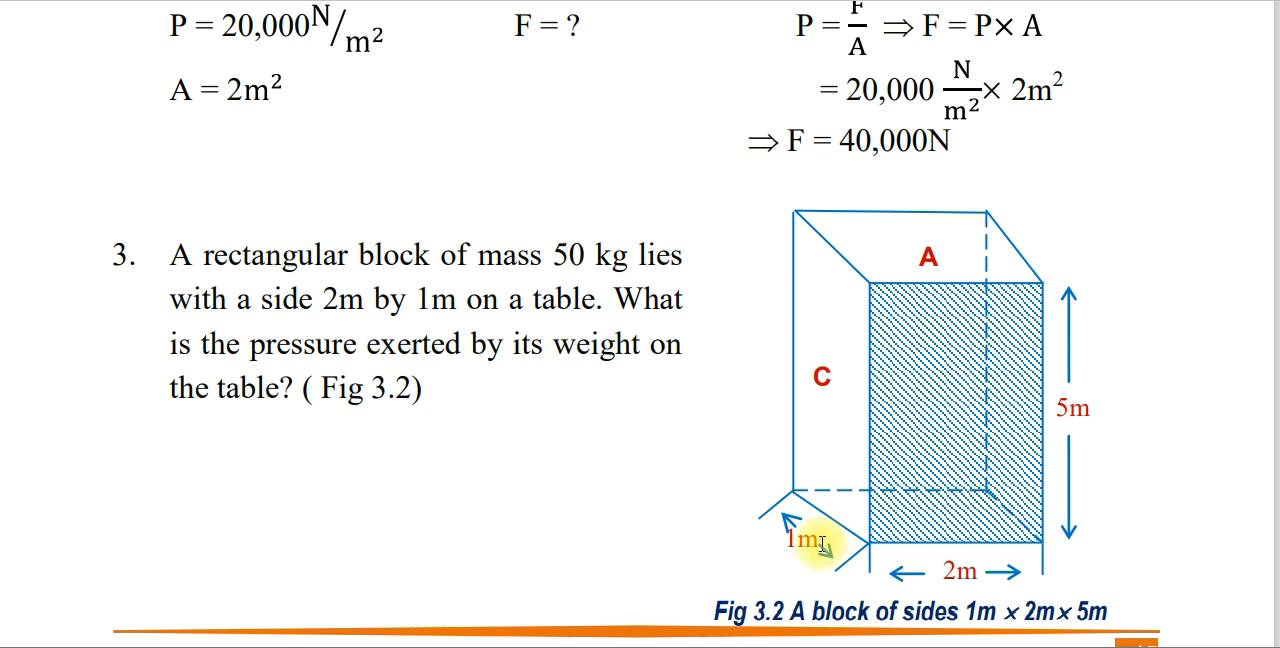 P = 20,000 N/m²
F = ?
P = F/A ⇒ F = P× A
A = 2m²
= 20,000 N/m² × 2m²
⇒ F = 40,000N
3. A rectangular block of mass 50 kg lies
with a side 2m by 1m on a table. What
is the pressure exerted by its weight on
the table? ( Fig 3.2)
A
C
5m
1m
2m
Fig 3.2 A block of sides 1m × 2m× 5m